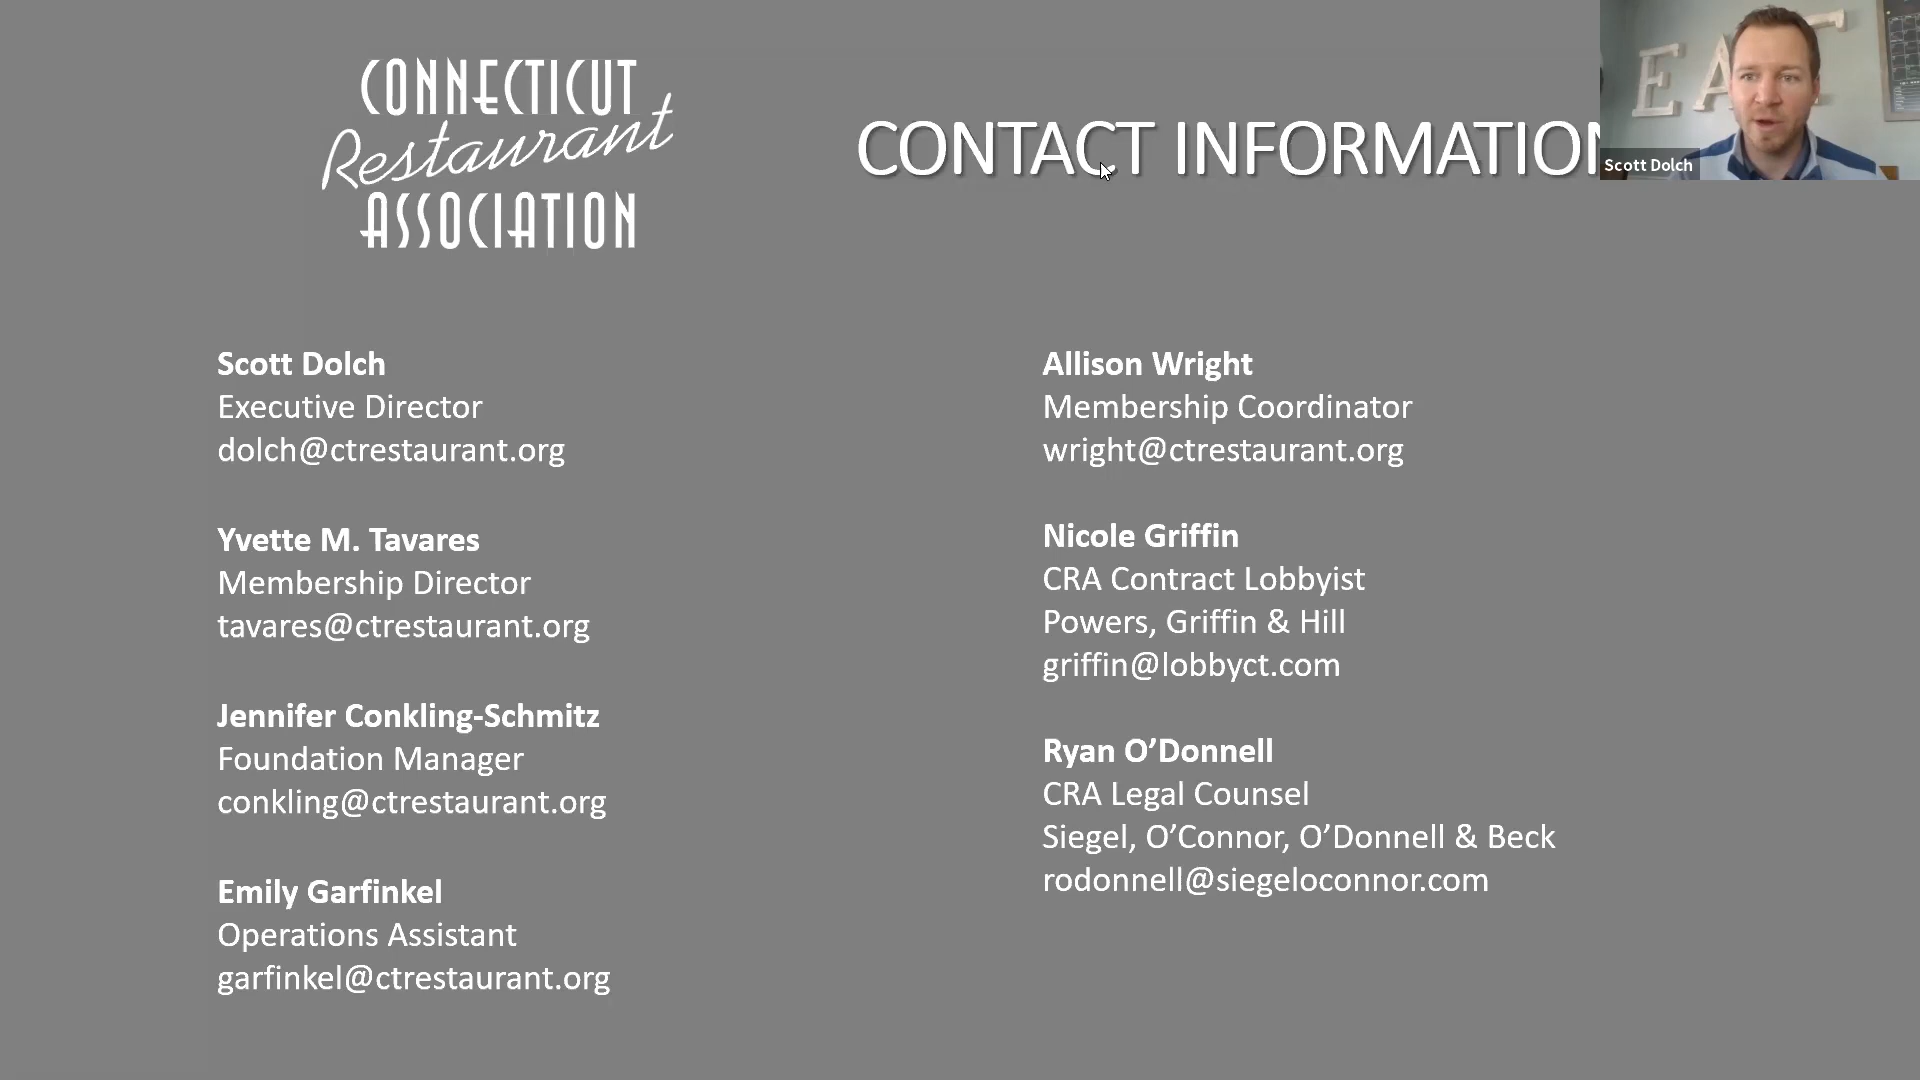 CONNECTICUT
Restaurant
ASSOCIATION
CONTACT INFORMATION
EAT
Scott Dolch
Scott Dolch
Executive Director
dolch@ctrestaurant.org
Yvette M. Tavares
Membership Director
tavares@ctrestaurant.org
Jennifer Conkling-Schmitz
Foundation Manager
conkling@ctrestaurant.org
Emily Garfinkel
Operations Assistant
garfinkel@ctrestaurant.org
Allison Wright
Membership Coordinator
wright@ctrestaurant.org
Nicole Griffin
CRA Contract Lobbyist
Powers, Griffin & Hill
griffin@lobbyct.com
Ryan O’Donnell
CRA Legal Counsel
Siegel, O’Connor, O’Donnell & Beck
rodonnell@siegeloconnor.com